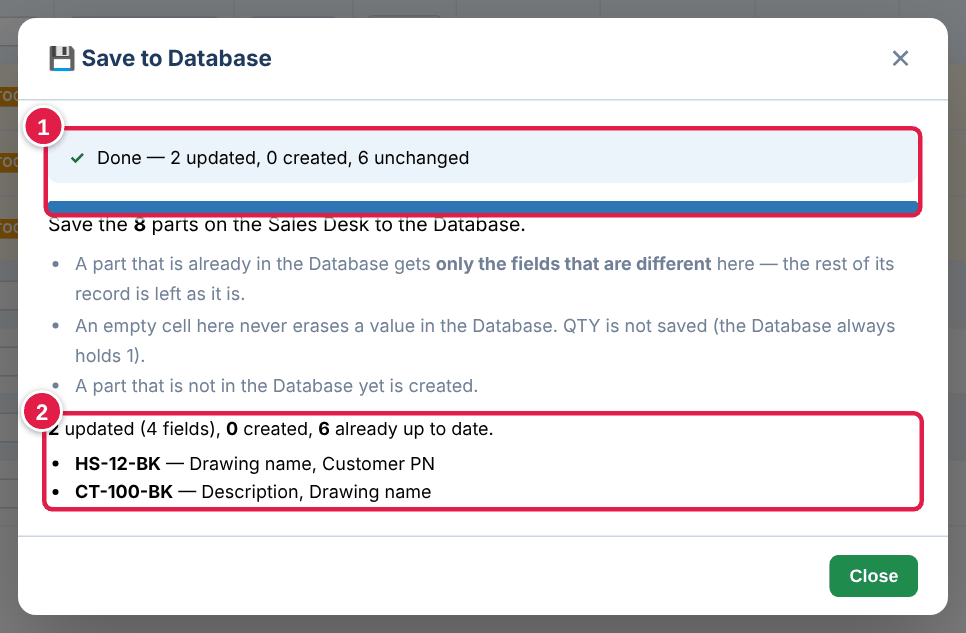 💾 Save to Database ✕
1
✓ Done — 2 updated, 0 created, 6 unchanged
Save the 8 parts on the Sales Desk to the Database.
• A part that is already in the Database gets only the fields that are different here — the rest of its
record is left as it is.
• An empty cell here never erases a value in the Database. QTY is not saved (the Database always
holds 1).
• A part that is not in the Database yet is created.
2
2 updated (4 fields), 0 created, 6 already up to date.
• HS-12-BK — Drawing name, Customer PN
• CT-100-BK — Description, Drawing name
Close